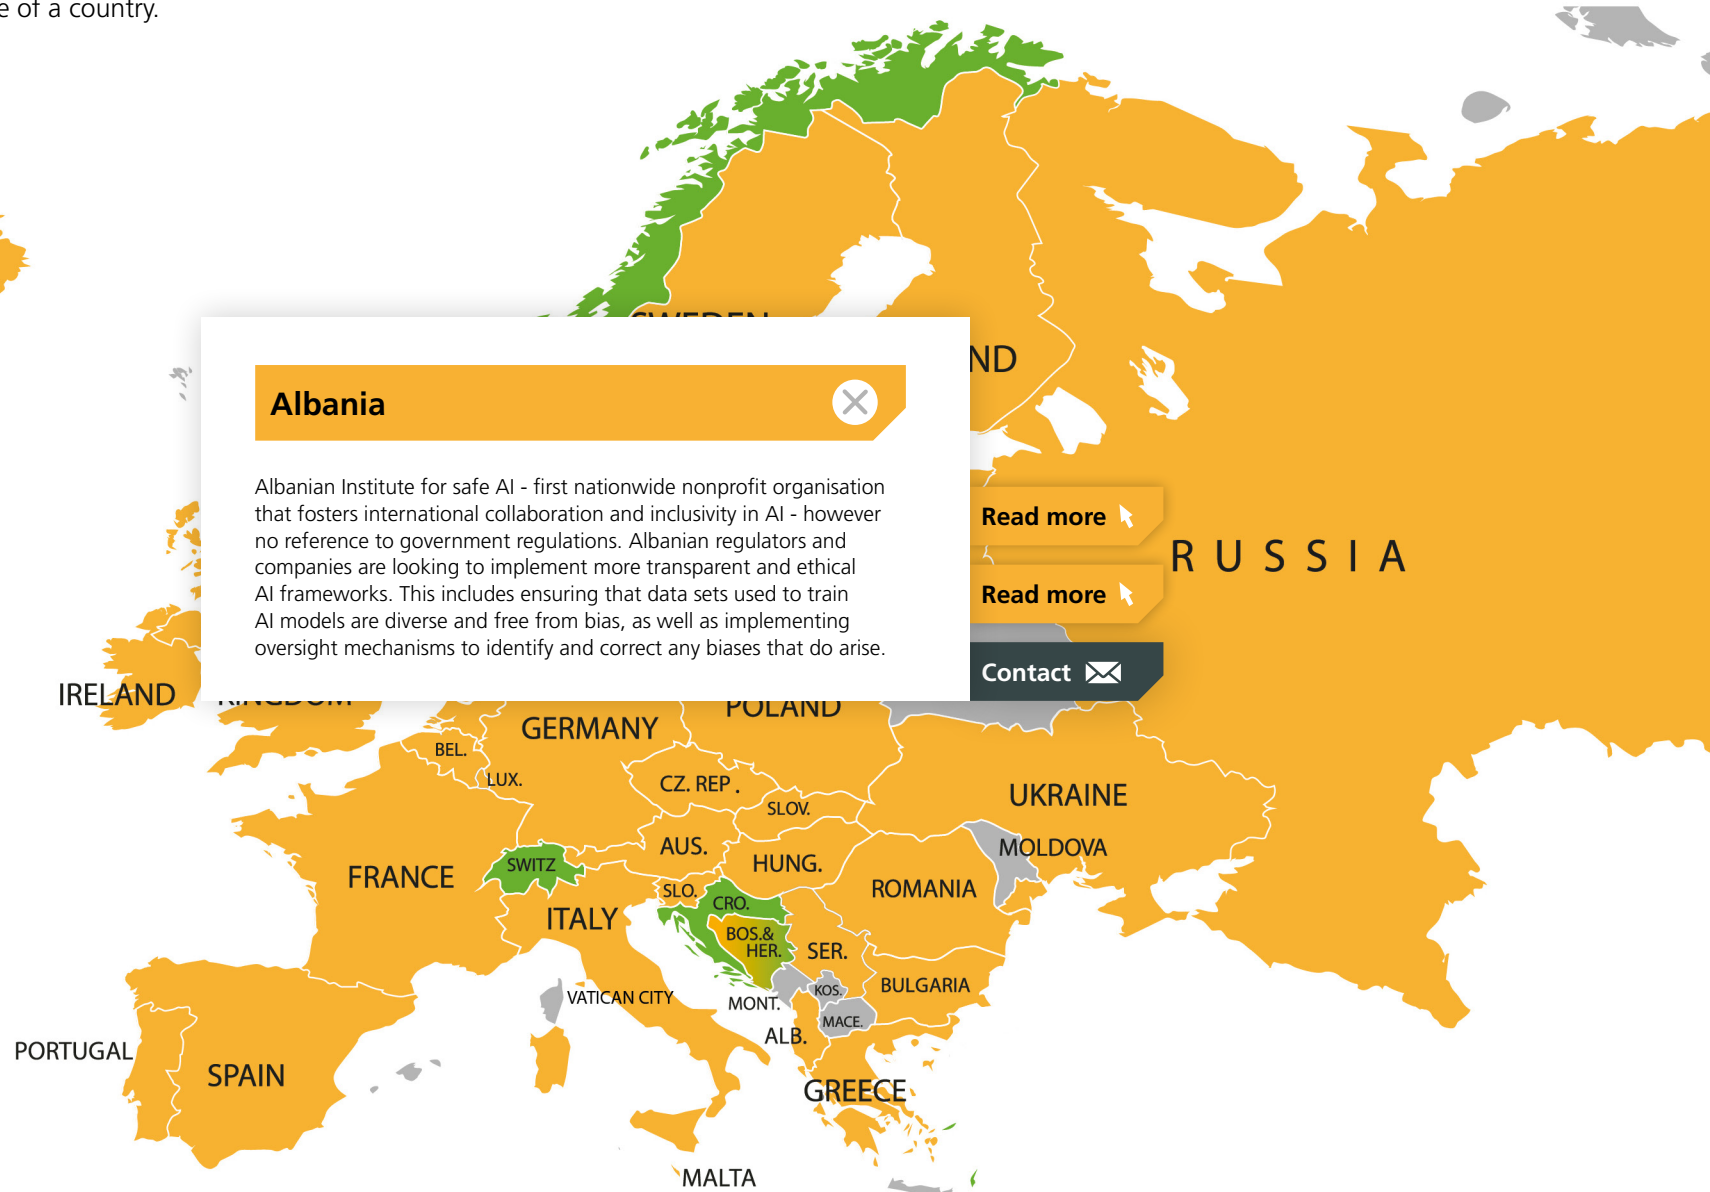 e of a country.
SWEDEN
ND
Albania
Albanian Institute for safe AI - first nationwide nonprofit organisation
that fosters international collaboration and inclusivity in AI - however
no reference to government regulations. Albanian regulators and
companies are looking to implement more transparent and ethical
AI frameworks. This includes ensuring that data sets used to train
AI models are diverse and free from bias, as well as implementing
oversight mechanisms to identify and correct any biases that do arise.
Read more
Read more
Contact
RUSSIA
IRELAND
KINGDOM
GERMANY
POLAND
BEL.
LUX.
CZ. REP.
SLOV.
UKRAINE
AUS.
HUNG.
MOLDOVA
FRANCE
SWITZ
ROMANIA
SLO.
CRO.
ITALY
BOS.&
HER.
SER.
BULGARIA
KOS.
VATICAN CITY
MONT.
MACE.
ALB.
PORTUGAL
SPAIN
GREECE
MALTA